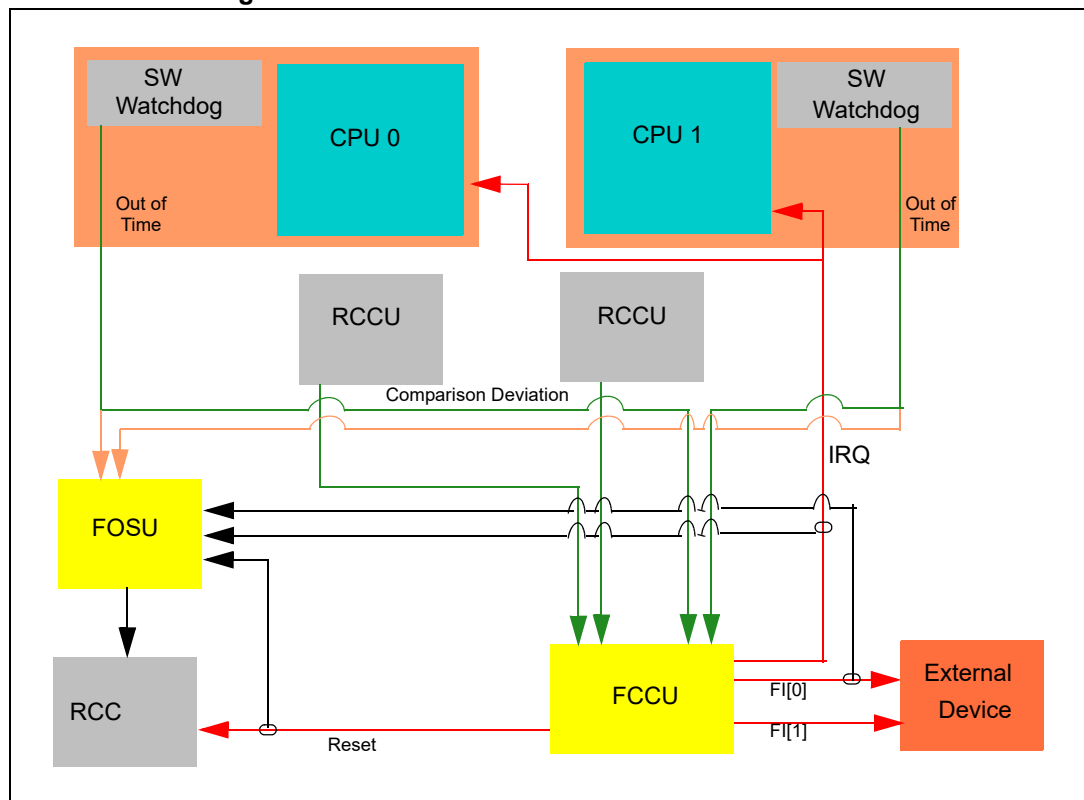 SW
Watchdog
CPU 0
CPU 1
SW
Watchdog
Out of
Time
Out of
Time
RCCU
RCCU
Comparison Deviation
IRQ
FOSU
RCC
Reset
FCCU
FI[0]
FI[1]
External
Device